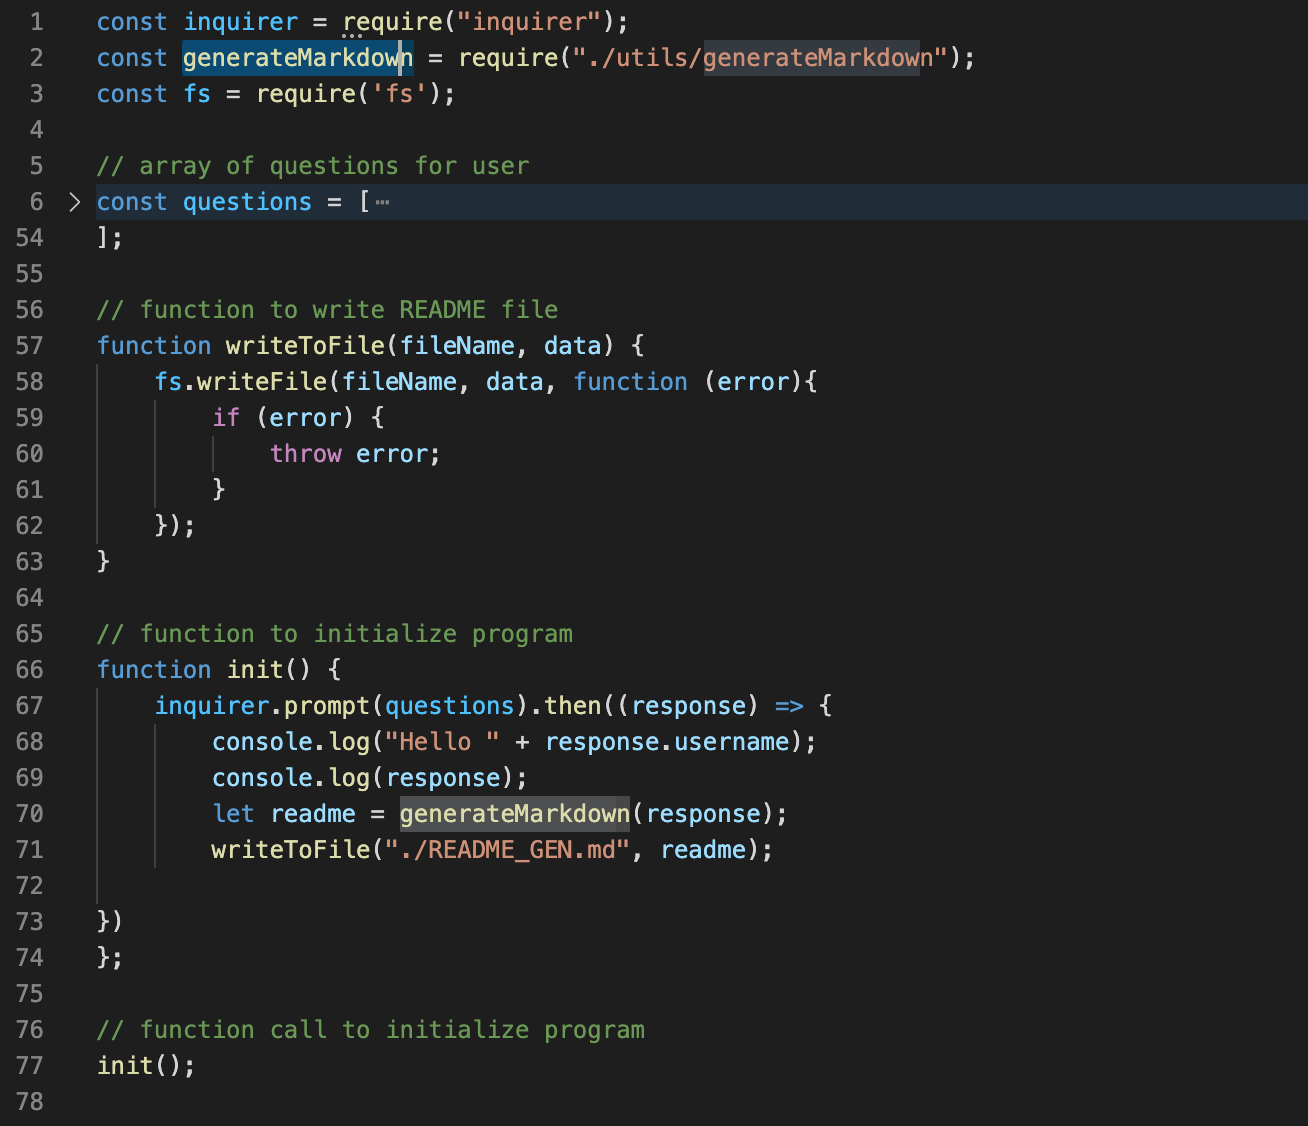 1 const inquirer = require("inquirer");
2 const generateMarkdown = require("./utils/generateMarkdown");
3 const fs = require('fs');
4
5 // array of questions for user
6 > const questions = [ ⋯
54 ];
55
56 // function to write README file
57 function writeToFile(fileName, data) {
58     fs.writeFile(fileName, data, function (error){
59         if (error) {
60             throw error;
61         }
62     });
63 }
64
65 // function to initialize program
66 function init() {
67     inquirer.prompt(questions).then((response) => {
68         console.log("Hello " + response.username);
69         console.log(response);
70         let readme = generateMarkdown(response);
71         writeToFile("./README_GEN.md", readme);
72
73 })
74 };
75
76 // function call to initialize program
77 init();
78